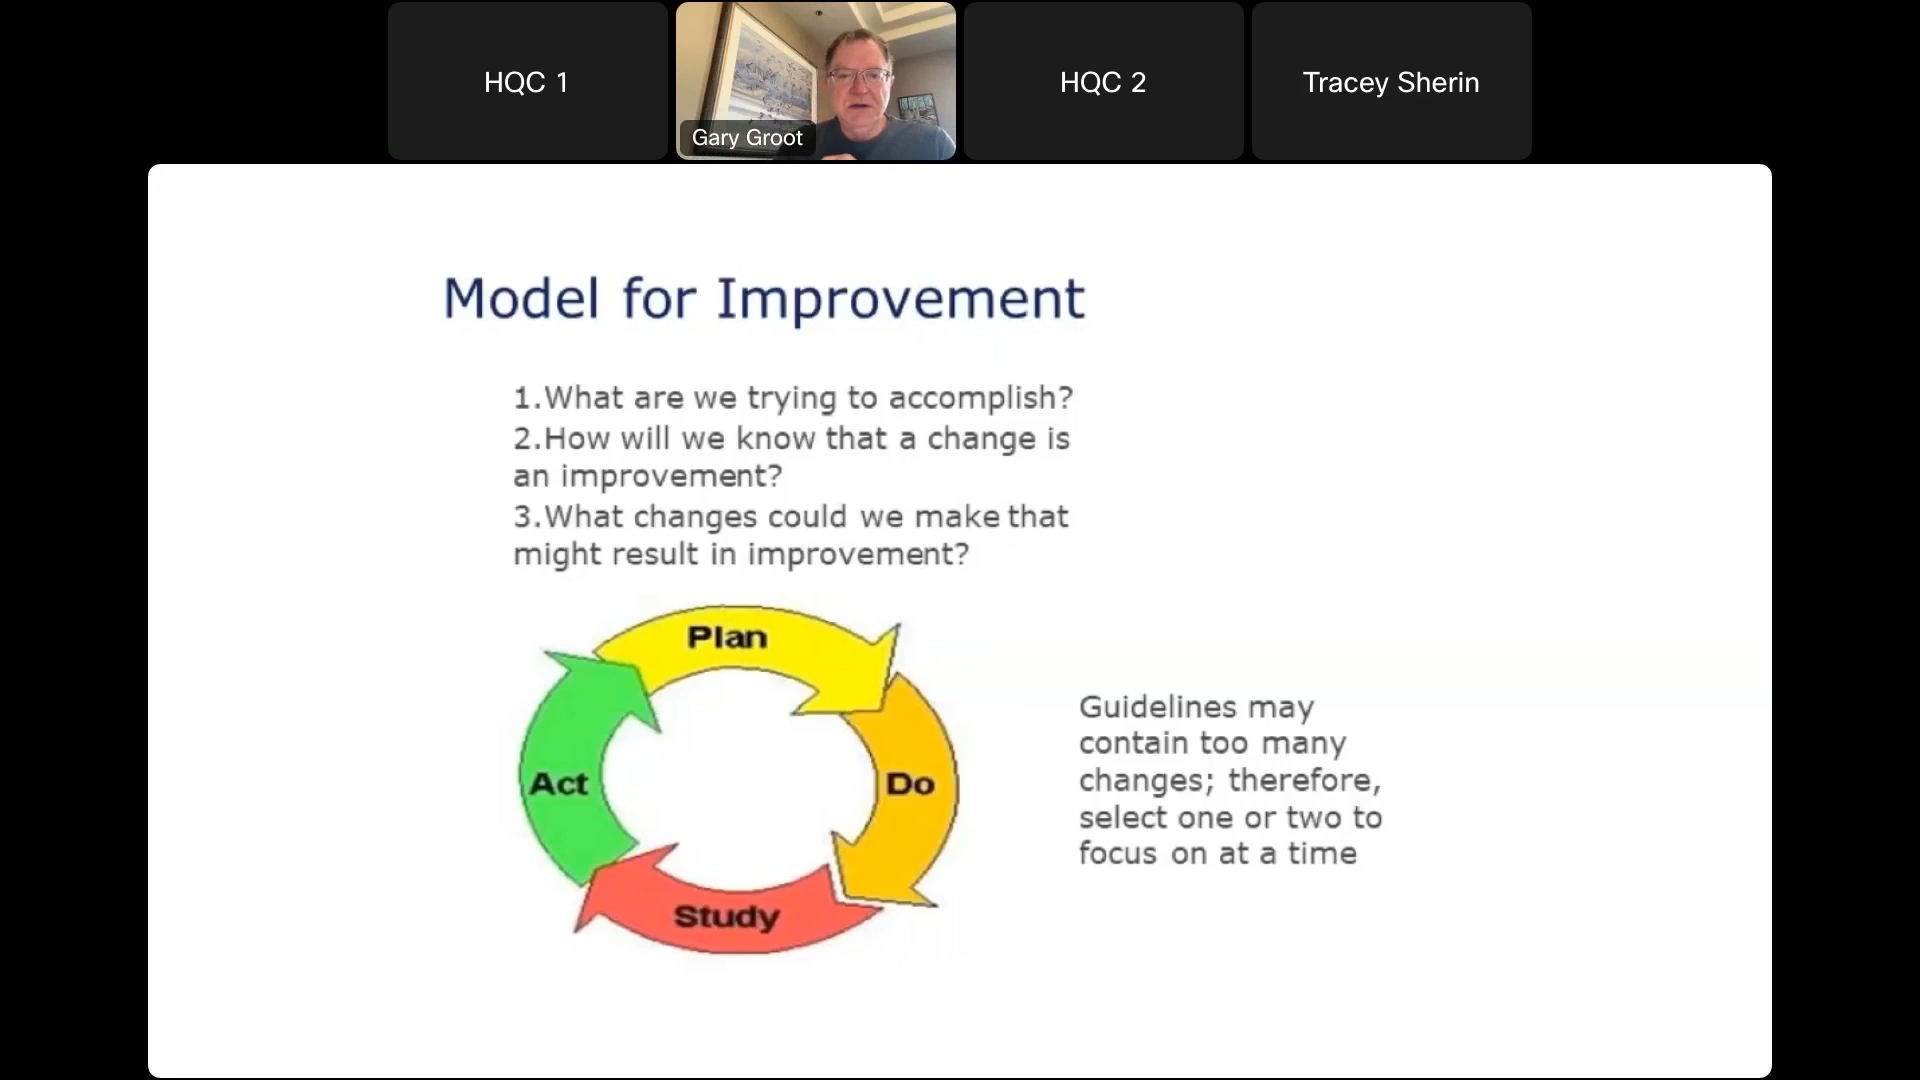 HQC 1
Gary Groot
HQC 2
Tracey Sherin
Model for Improvement
1.What are we trying to accomplish?
2.How will we know that a change is
an improvement?
3.What changes could we make that
might result in improvement?
Plan
Do
Study
Act
Guidelines may
contain too many
changes; therefore,
select one or two to
focus on at a time